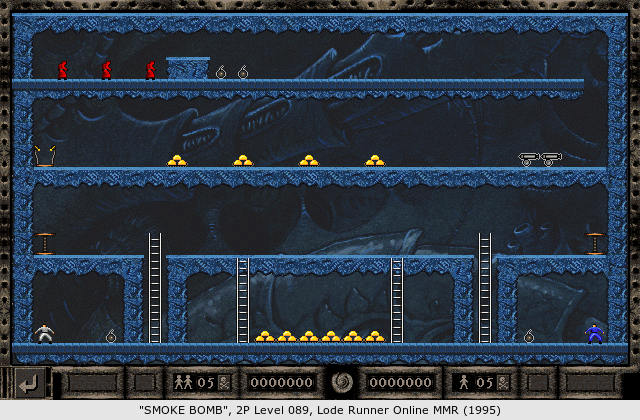 05 0000000 0000000 05
"SMOKE BOMB", 2P Level 089, Lode Runner Online MMR (1995)